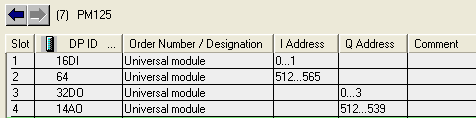 (7) PM125
Slot DP ID ... Order Number / Designation I Address Q Address Comment
1 16DI Universal module 0...1
2 64 Universal module 512...565
3 32DO Universal module 0...3
4 14AO Universal module 512...539